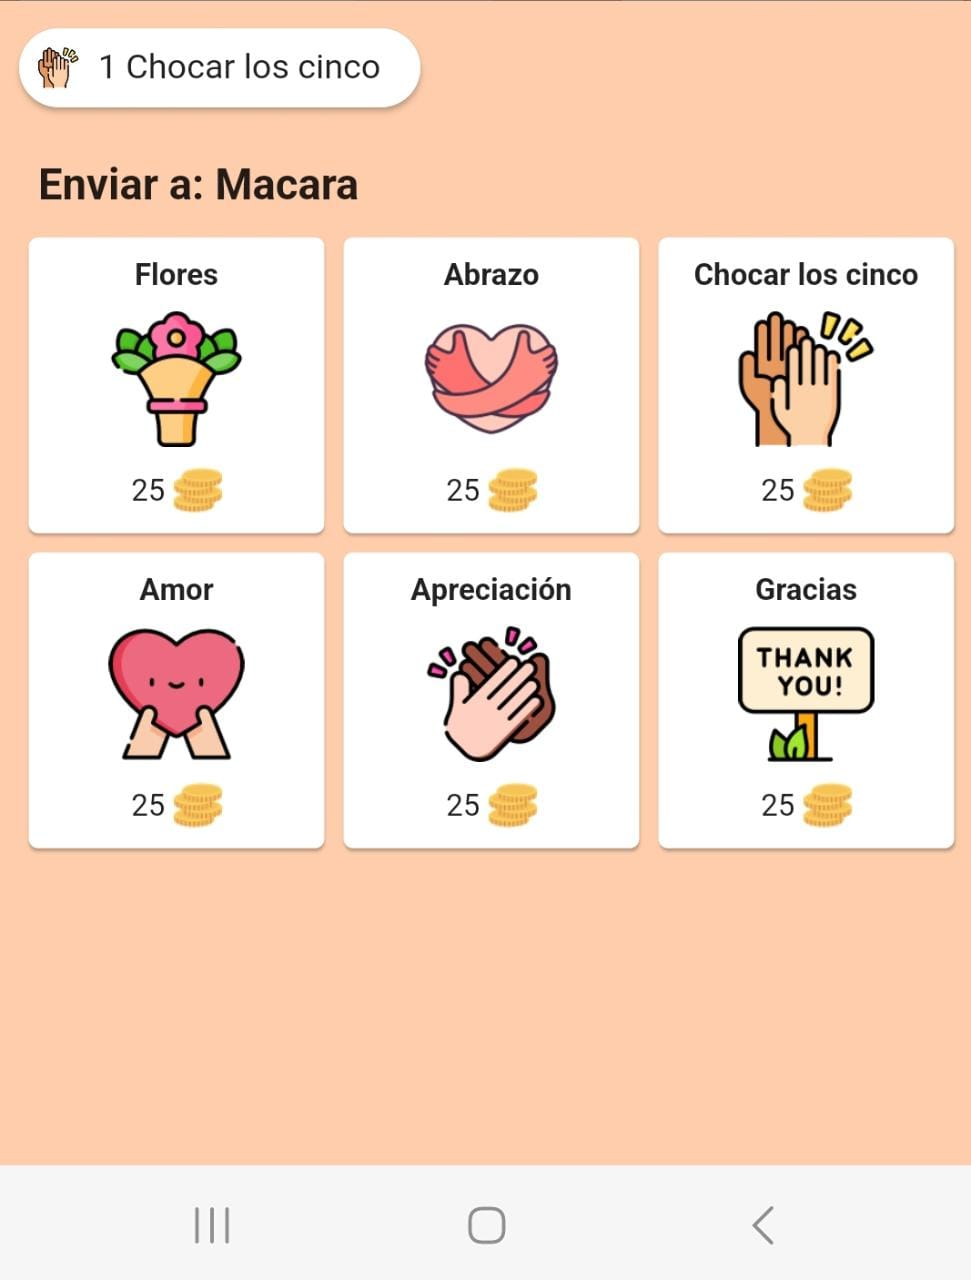 1 Chocar los cinco
Enviar a: Macara
Flores
Abrazo
Chocar los cinco
25
25
25
Amor
Apreciación
Gracias
THANK
YOU!
25
25
25